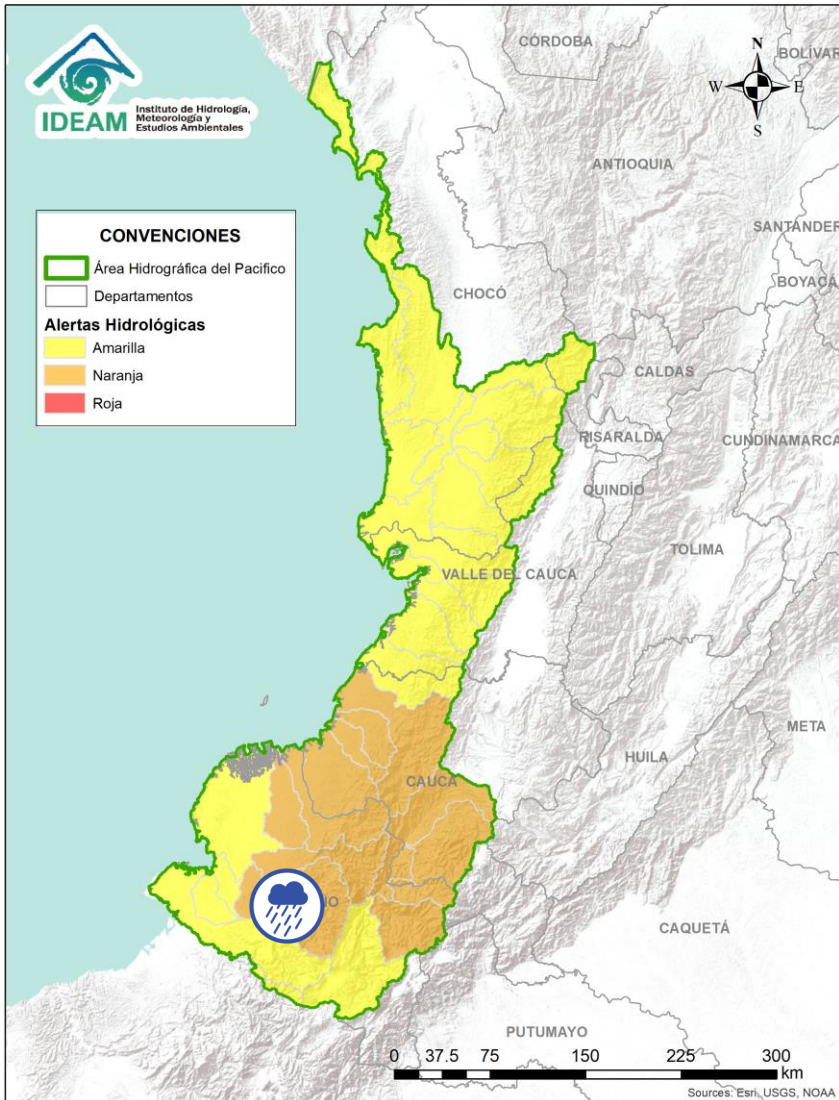 CÓRDOBA
BOLÍVAR
N
W E
S
IDEAM
Instituto de Hidrología,
Meteorología y
Estudios Ambientales
ANTIOQUIA
CONVENCIONES
Área Hidrográfica del Pacifico
Departamentos
Alertas Hidrológicas
Amarilla
Naranja
Roja
SANTANDER
BOYACÁ
CHOCÓ
CALDAS
RISARALDA
CUNDINAMARCA
QUINDÍO
TOLIMA
VALLE DEL CAUCA
META
HUILA
CAUCA
ÑO
CAQUETÁ
PUTUMAYO
0 37.5 75 150 225 300
km
Sources: Esri, USGS, NOAA